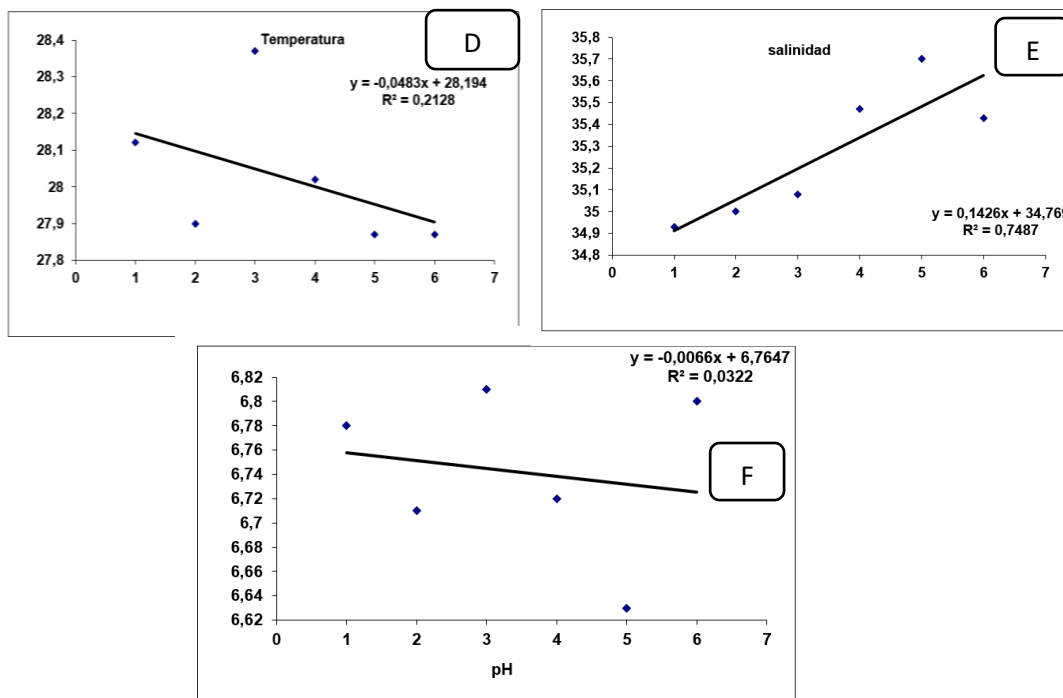 28,4
28,3
28,2
28,1
28
27,9
27,8
0 1 2 3 4 5 6 7
Temperatura
D
y = -0,0483x + 28,194
R² = 0,2128
35,8
35,7
35,6
35,5
35,4
35,3
35,2
35,1
35
34,9
34,8
0 1 2 3 4 5 6 7
salinidad
E
y = 0,1426x + 34,769
R² = 0,7487
y = -0,0066x + 6,7647
R² = 0,0322
6,82
6,8
6,78
6,76
6,74
6,72
6,7
6,68
6,66
6,64
6,62
0 1 2 3 4 5 6 7
F
pH